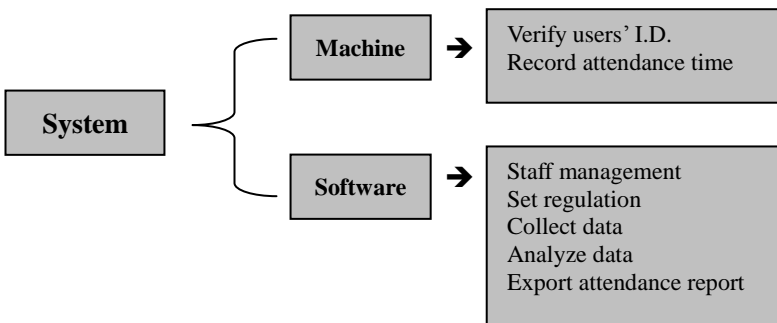 System
Machine
➔
Verify users’ I.D.
Record attendance time
Software
➔
Staff management
Set regulation
Collect data
Analyze data
Export attendance report